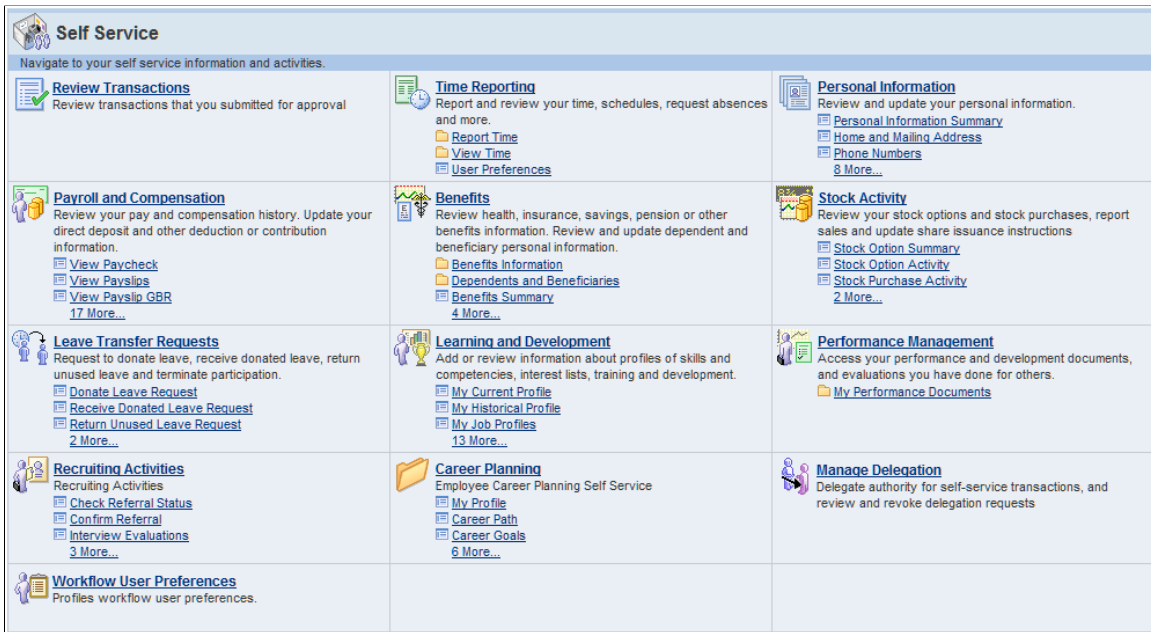 Self Service
Navigate to your self service information and activities.
Review Transactions
Review transactions that you submitted for approval
Time Reporting
Report and review your time, schedules, request absences
and more.
Report Time
View Time
User Preferences
Personal Information
Review and update your personal information.
Personal Information Summary
Home and Mailing Address
Phone Numbers
8 More...
Payroll and Compensation
Review your pay and compensation history. Update your
direct deposit and other deduction or contribution
information.
View Paycheck
View Payslips
View Payslip GBR
17 More...
Benefits
Review health, insurance, savings, pension or other
benefits information. Review and update dependent and
beneficiary personal information.
Benefits Information
Dependents and Beneficiaries
Benefits Summary
4 More...
Stock Activity
Review your stock options and stock purchases, report
sales and update share issuance instructions
Stock Option Summary
Stock Option Activity
Stock Purchase Activity
2 More...
Leave Transfer Requests
Request to donate leave, receive donated leave, return
unused leave and terminate participation.
Donate Leave Request
Receive Donated Leave Request
Return Unused Leave Request
2 More...
Learning and Development
Add or review information about profiles of skills and
competencies, interest lists, training and development.
My Current Profile
My Historical Profile
My Job Profiles
13 More...
Performance Management
Access your performance and development documents,
and evaluations you have done for others.
My Performance Documents
Recruiting Activities
Recruiting Activities
Check Referral Status
Confirm Referral
Interview Evaluations
3 More...
Career Planning
Employee Career Planning Self Service
My Profile
Career Path
Career Goals
6 More...
Manage Delegation
Delegate authority for self-service transactions, and
review and revoke delegation requests
Workflow User Preferences
Profiles workflow user preferences.